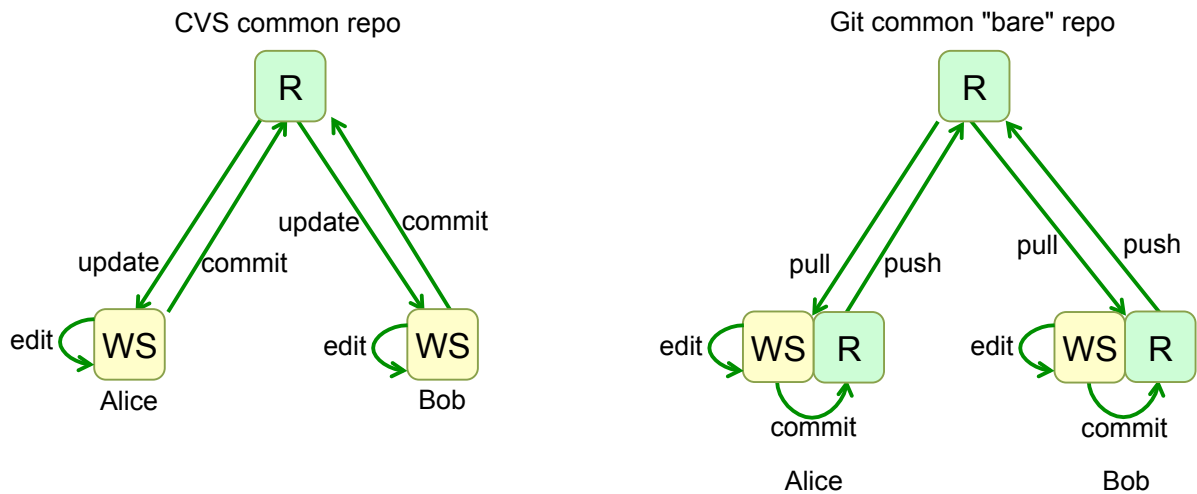 CVS common repo
R
update
commit
update
commit
edit
WS
Alice
edit
WS
Bob
Git common "bare" repo
R
pull
push
pull
push
edit
WS
R
commit
Alice
edit
WS
R
commit
Bob